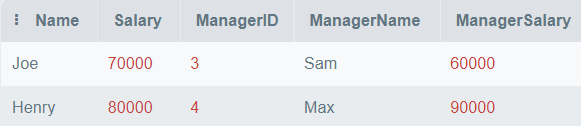 Name Salary ManagerID ManagerName ManagerSalary
Joe 70000 3 Sam 60000
Henry 80000 4 Max 90000